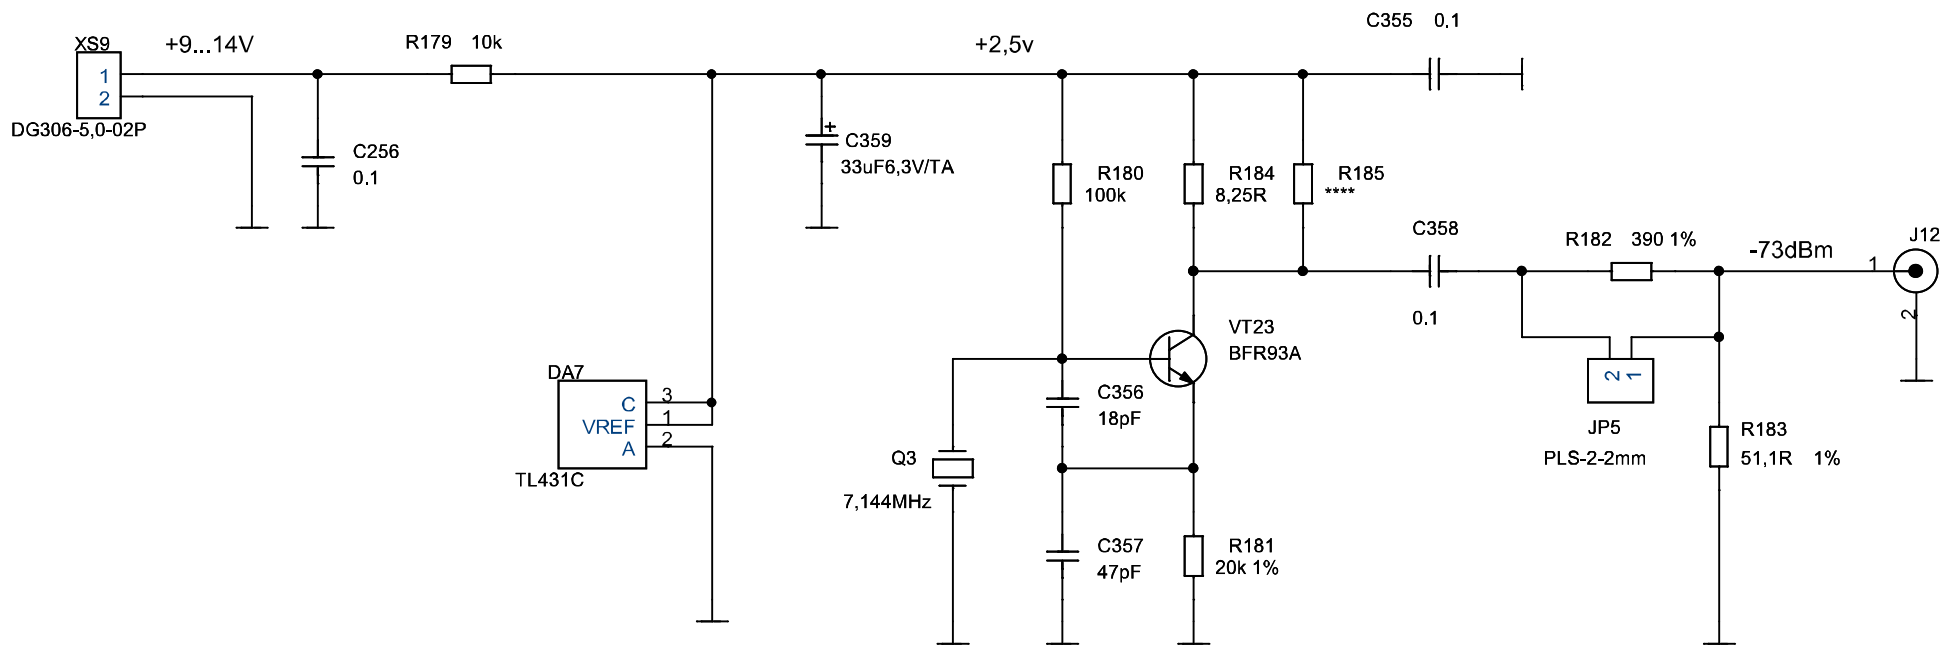 C355 0,1
XS9
+9...14V
R179 10k
+2,5v
1
2
DG306-5,0-02P
C256
0,1
C359
33uF6,3V/TA
+
R180
100k
R184
8,25R
R185
****
C358
0,1
R182 390 1%
-73dBm
J12
1
2
VT23
BFR93A
DA7
C 3
VREF 1
A 2
TL431C
C356
18pF
2 1
JP5
PLS-2-2mm
R183
51,1R 1%
Q3
7,144MHz
C357
47pF
R181
20k 1%